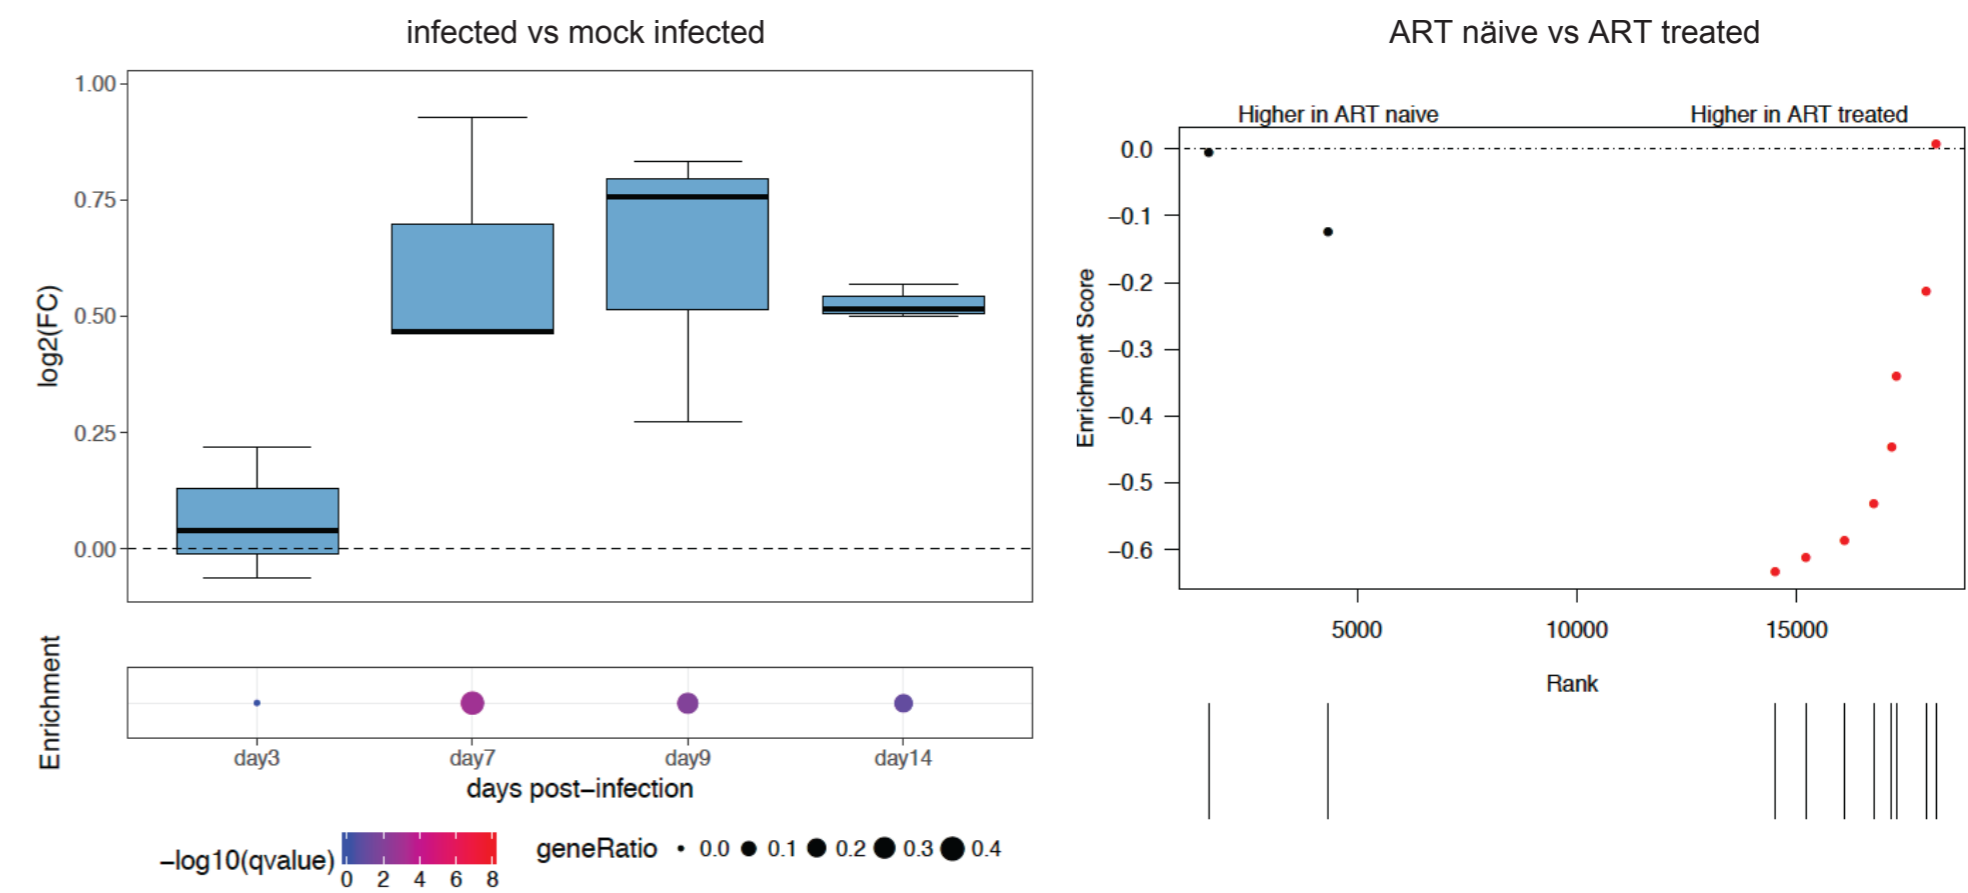 infected vs mock infected
1.00
0.75
0.50
0.25
0.00
log2(FC)
Enrichment
day3 day7 day9 day14
days post-infection
-log10(qvalue)
0 2 4 6 8
geneRatio 0.0 0.1 0.2 0.3 0.4
ART näive vs ART treated
Higher in ART naive Higher in ART treated
0.0
-0.1
-0.2
-0.3
-0.4
-0.5
-0.6
Enrichment Score
5000 10000 15000
Rank